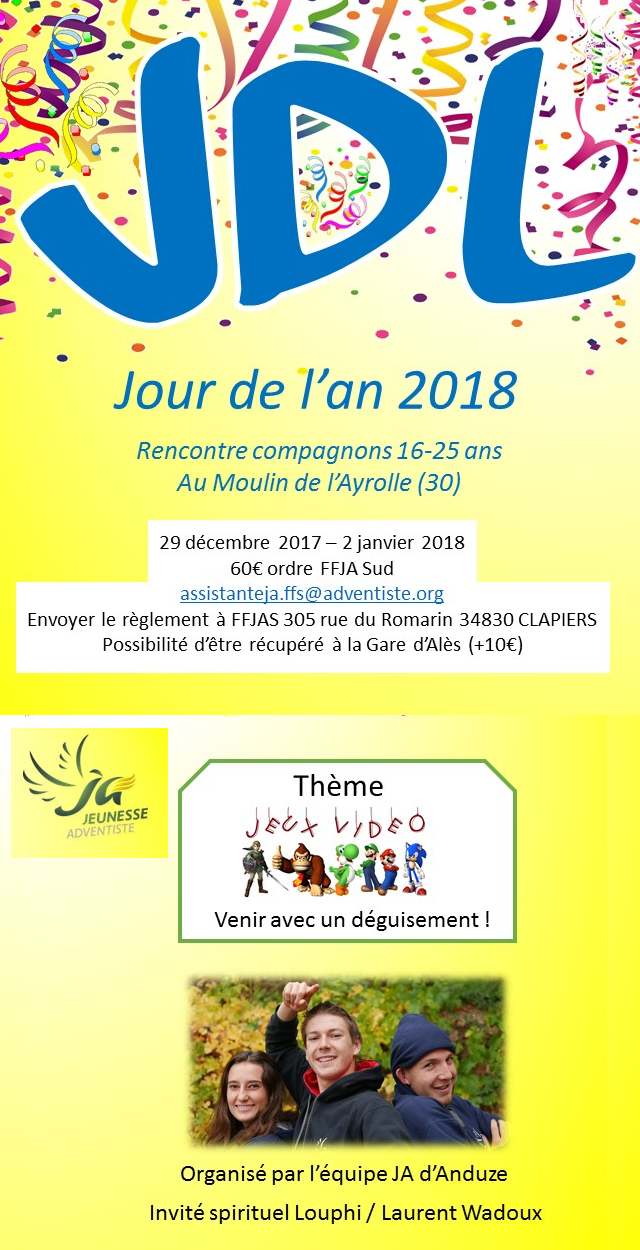 JDL
Jour de l’an 2018
Rencontre compagnons 16-25 ans
Au Moulin de l’Ayrolle (30)
29 décembre 2017 – 2 janvier 2018
60€ ordre FFJA Sud
assistanteja.ffs@adventiste.org
Envoyer le règlement à FFJAS 305 rue du Romarin 34830 CLAPIERS
Possibilité d’être récupéré à la Gare d’Alès (+10€)
JA
JEUNESSE
ADVENTISTE
Thème
JEUX VIDEO
Venir avec un déguisement !
Organisé par l’équipe JA d’Anduze
Invité spirituel Louphi / Laurent Wadoux